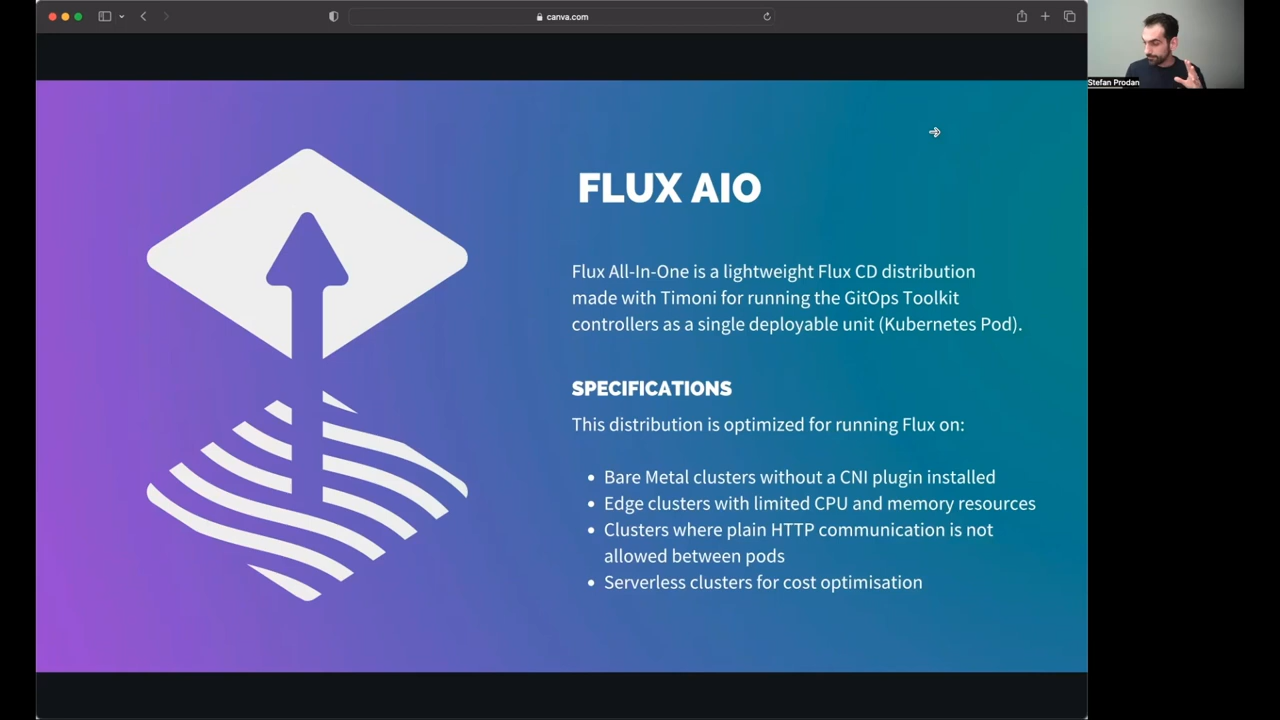 canva.com
Stefan Prodan
FLUX AIO
Flux All-In-One is a lightweight Flux CD distribution
made with Timoni for running the GitOps Toolkit
controllers as a single deployable unit (Kubernetes Pod).
SPECIFICATIONS
This distribution is optimized for running Flux on:
• Bare Metal clusters without a CNI plugin installed
• Edge clusters with limited CPU and memory resources
• Clusters where plain HTTP communication is not
allowed between pods
• Serverless clusters for cost optimisation